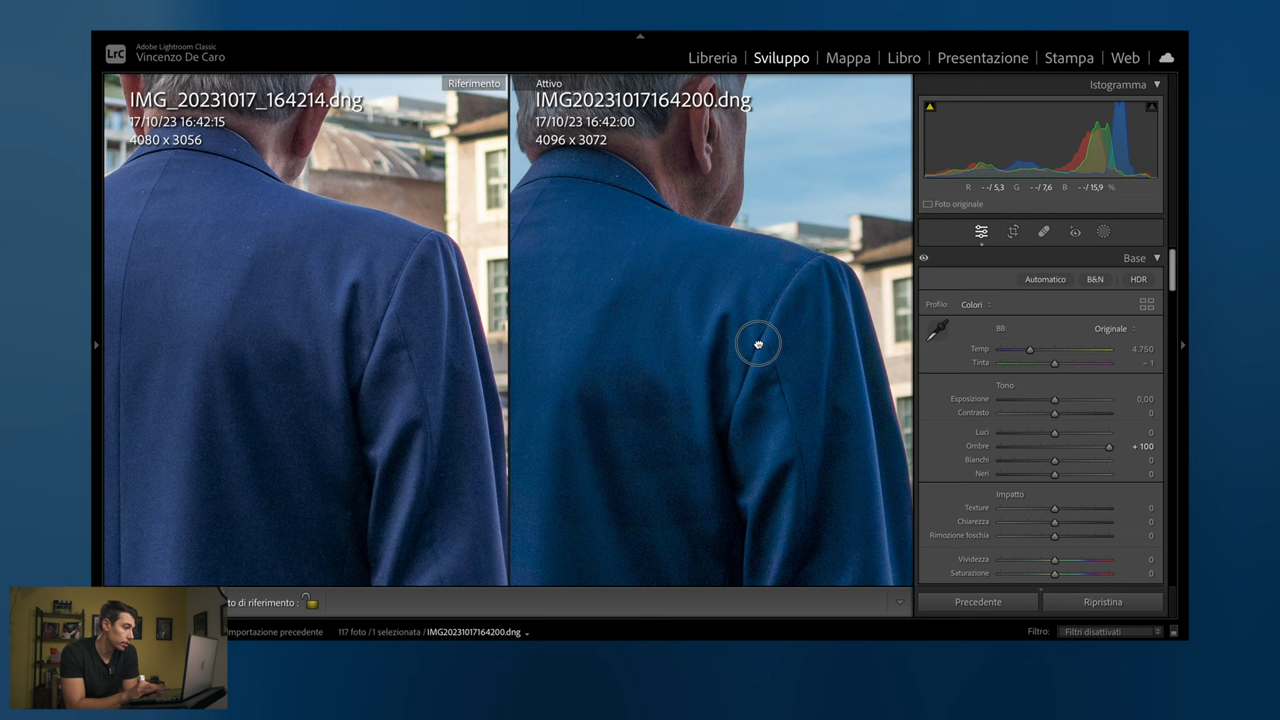 LrC
Adobe Lightroom Classic
Vincenzo De Caro
Libreria | Sviluppo | Mappa | Libro | Presentazione | Stampa | Web
Riferimento
IMG_20231017_164214.dng
17/10/23 16:42:15
4080 x 3056
Attivo
IMG20231017164200.dng
17/10/23 16:42:00
4096 x 3072
Istogramma
R --/5,3 G --/7,6 B --/15,9 %
Foto originale
Base
Automatico B&N HDR
Profilo: Colori
BB: Originale
Temp 4.750
Tinta -1
Tono
Esposizione 0,00
Contrasto 0
Luci 0
Ombre +100
Bianchi 0
Neri 0
Impatto
Texture 0
Chiarezza 0
Rimozione foschia 0
Vividezza 0
Saturazione 0
to di riferimento :
Precedente Ripristina
Importazione precedente 117 foto/1 selezionata/IMG20231017164200.dng
Filtro: Filtri disattivati